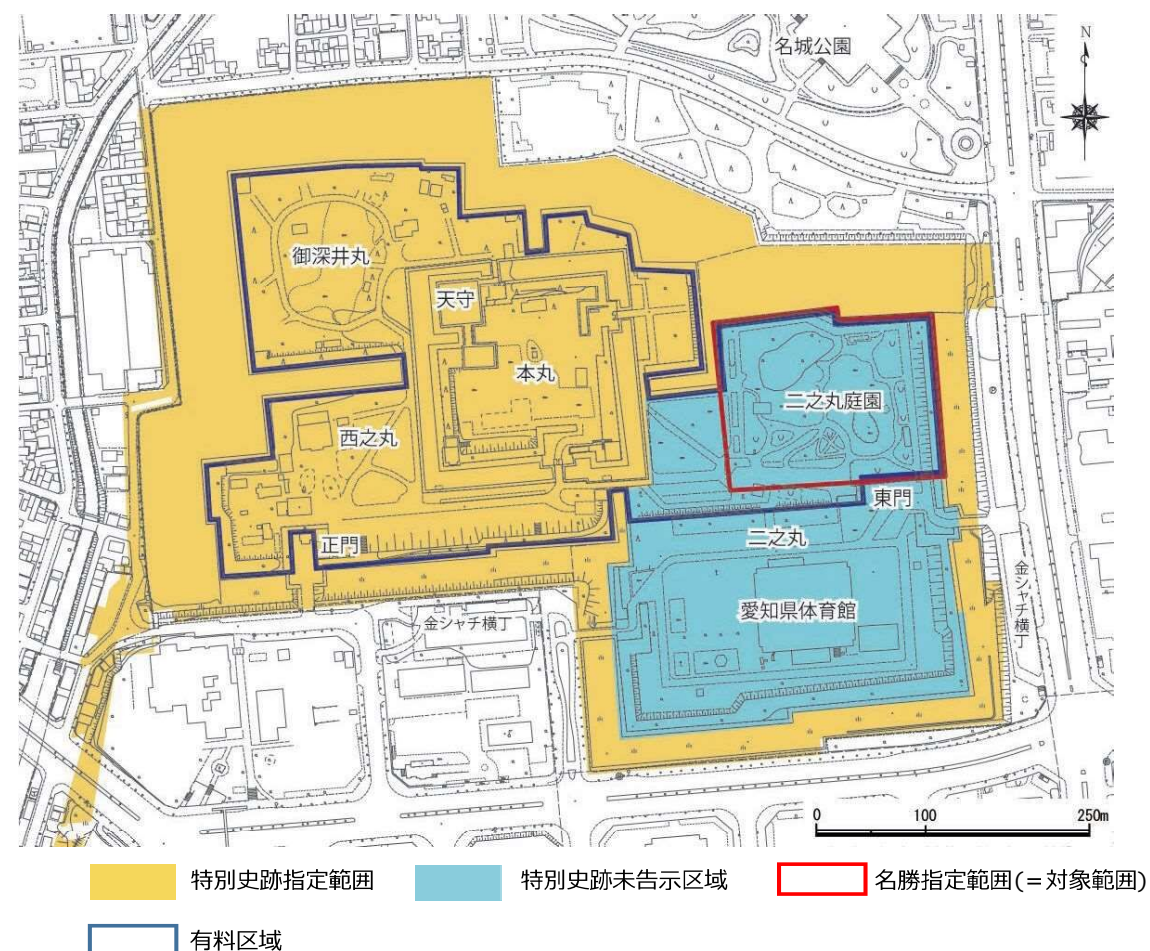 名城公園
N
御深井丸
天守
本丸
二之丸庭園
西之丸
東門
正門
二之丸
金シャチ横丁
愛知県体育館
金シャチ横丁
0 100 250m
特別史跡指定範囲
特別史跡未告示区域
名勝指定範囲(=対象範囲)
有料区域